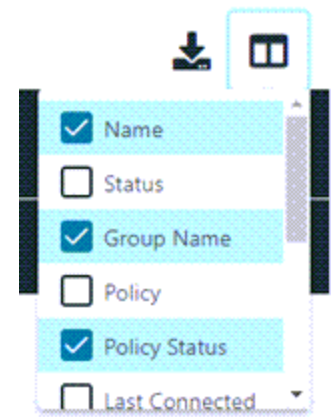 Name
Status
Group Name
Policy
Policy Status
Last Connected